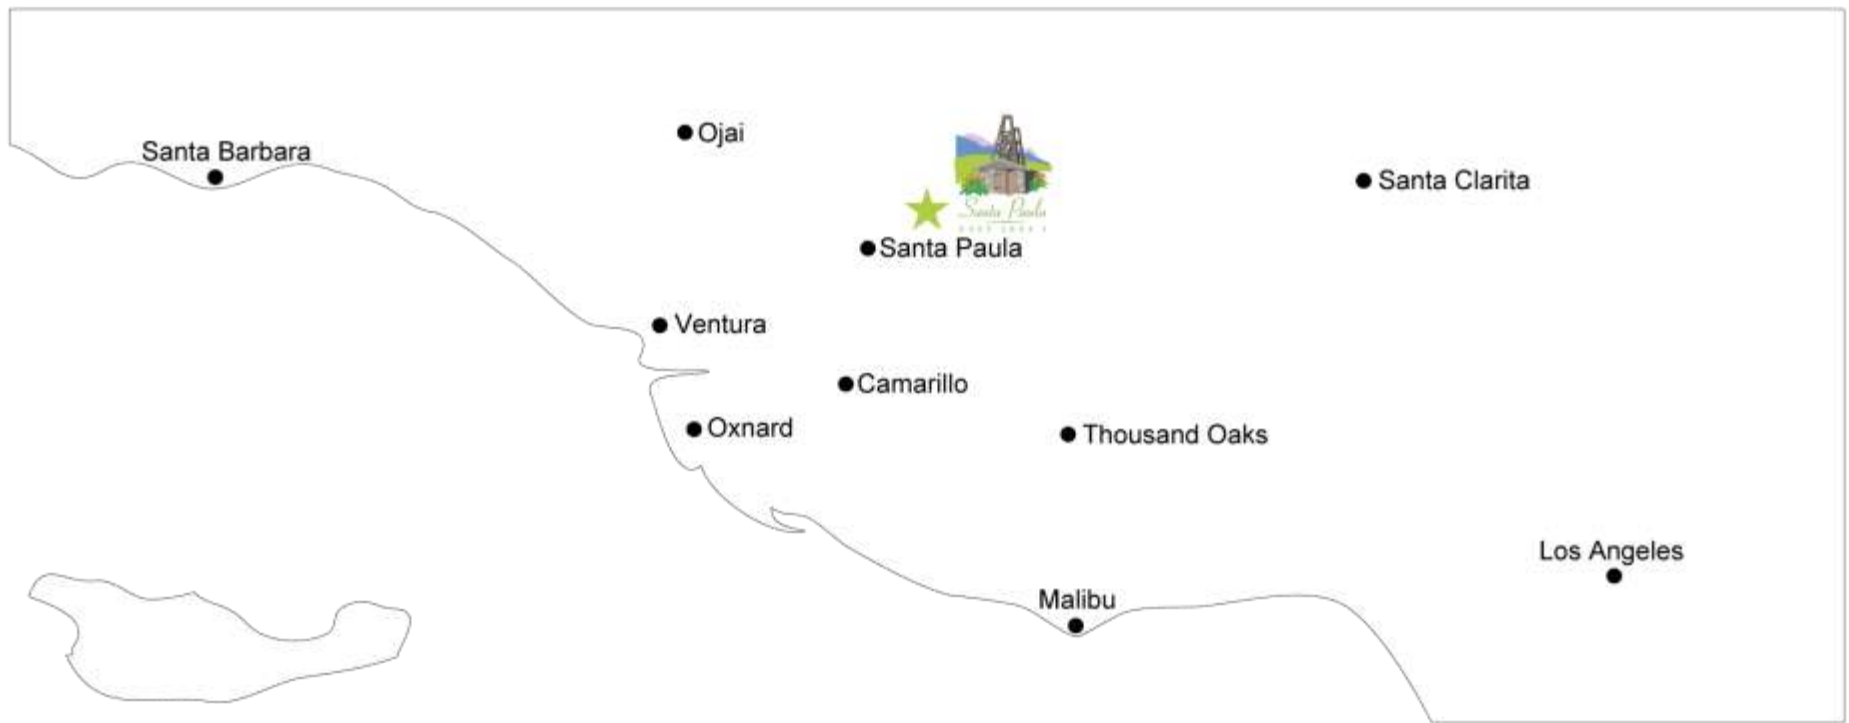 Ojai
Santa Barbara
Santa Clarita
Santa Paula
Santa Paula
Ventura
Camarillo
Oxnard
Thousand Oaks
Los Angeles
Malibu